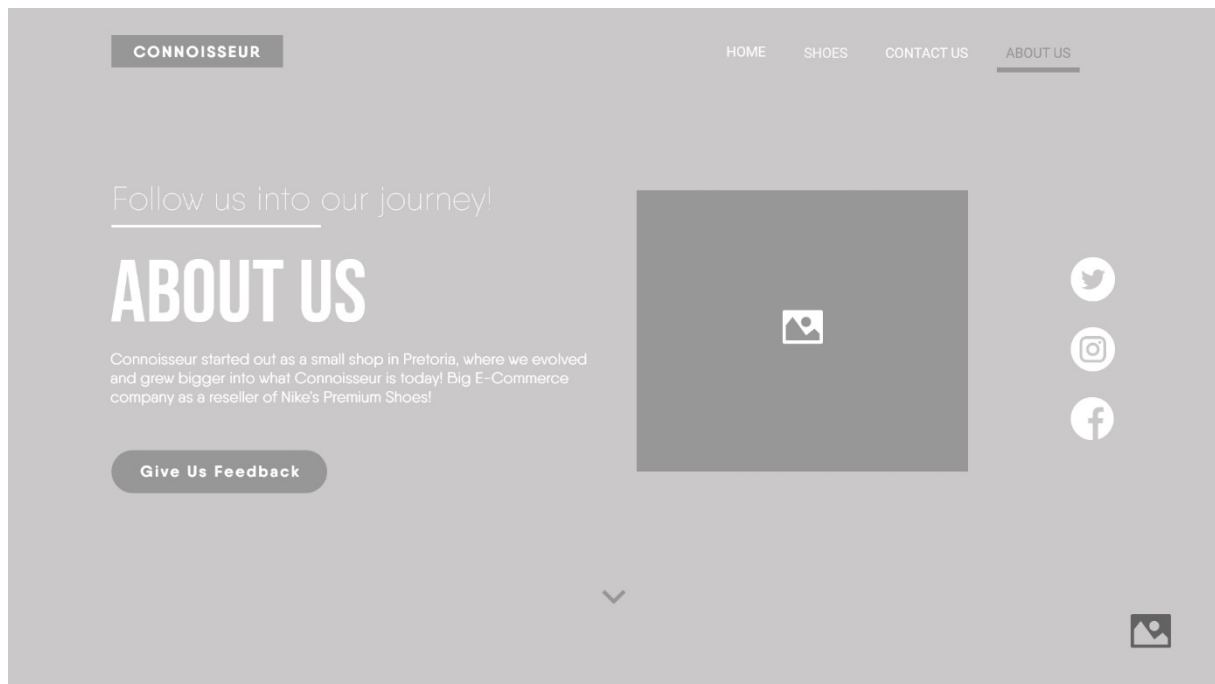 CONNOISSEUR
HOME SHOES CONTACT US ABOUT US
Follow us into our journey!
ABOUT US
Connoisseur started out as a small shop in Pretoria, where we evolved
and grew bigger into what Connoisseur is today! Big E-Commerce
company as a reseller of Nike's Premium Shoes!
Give Us Feedback